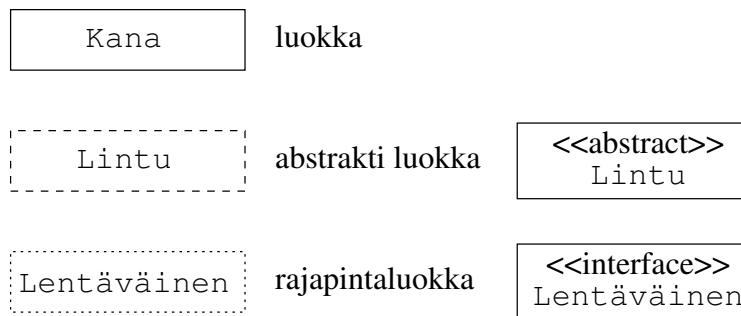 Kana luokka
Lintu abstrakti luokka <<abstract>>
Lintu
Lentäväinen rajapintaluokka <<interface>>
Lentäväinen